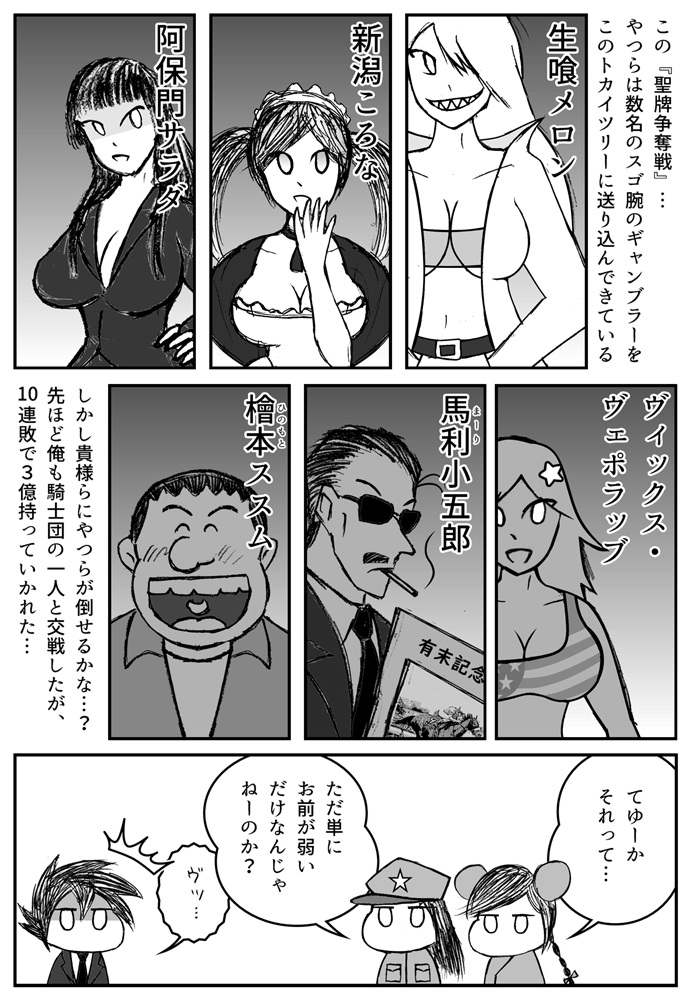 この『聖牌争奪戦』…
やつらは数名のスゴ腕のギャンブラーを
このトカイツリーに送り込んできている
生喰メロン
新潟ころな
阿保門サラダ
ヴィックス・
ヴェポラップ
馬利小五郎
まーり
有末記念
檜本ススム
ひのもと
しかし貴様らにやつらが倒せるかな…?
先ほど俺も騎士団の一人と交戦したが、
10連敗で3億持っていかれた…
てゆーか
それって…
ただ単に
お前が弱い
だけなんじゃ
ねーのか?
ヴッ…